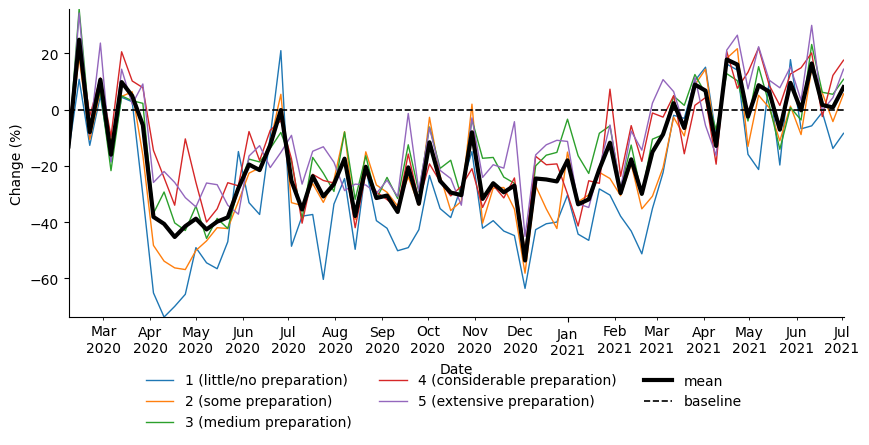 Change (%)
20
0
−20
−40
−60
Mar Apr May Jun Jul Aug Sep Oct Nov Dec Jan Feb Mar Apr May Jun Jul
2020 2020 2020 2020 2020 2020 2020 2020 2020 2020 2021 2021 2021 2021 2021 2021 2021
Date
1 (little/no preparation) 4 (considerable preparation) mean
2 (some preparation) 5 (extensive preparation) baseline
3 (medium preparation)